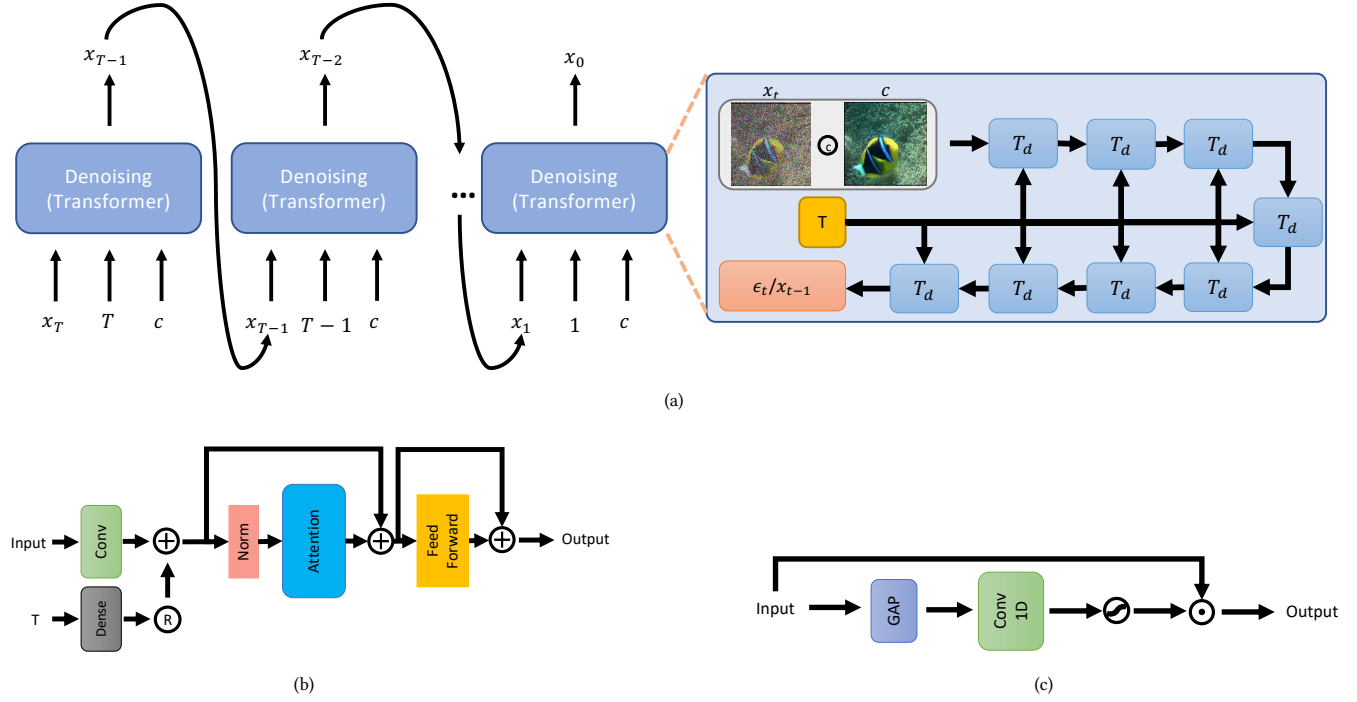 x_{T-1} x_{T-2} x_0
Denoising (Transformer)
Denoising (Transformer)
...
Denoising (Transformer)
x_T T c
x_{T-1} T - 1 c
x_1 1 c
x_t c
c
T_d T_d T_d
T
T_d
ϵ_t/x_{t-1}
T_d T_d T_d T_d
(a)
Input
Conv
Norm
Attention
Feed
Forward
Output
T
Dense
R
(b)
Input
GAP
Conv
1D
Output
(c)